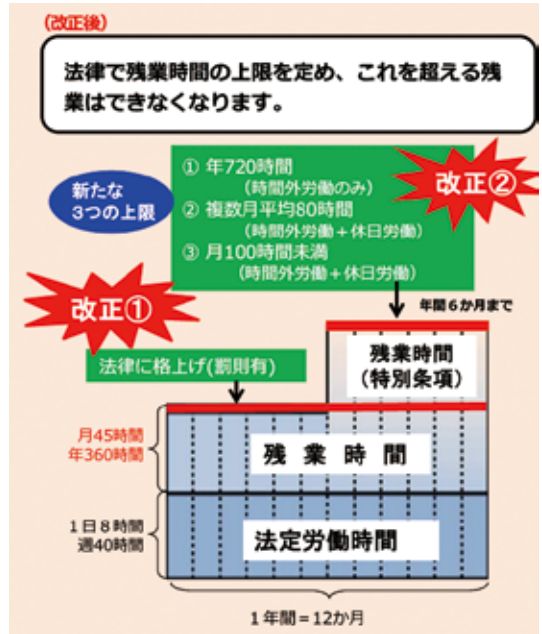 (改正後)
法律で残業時間の上限を定め、これを超える残
業はできなくなります。
新たな
3つの上限
① 年720時間
(時間外労働のみ)
② 複数月平均80時間
(時間外労働+休日労働)
③ 月100時間未満
(時間外労働+休日労働)
改正②
改正①
年間6か月まで
法律に格上げ(罰則有)
残業時間
(特別条項)
月45時間
年360時間
残業時間
1日8時間
週40時間
法定労働時間
1年間=12か月